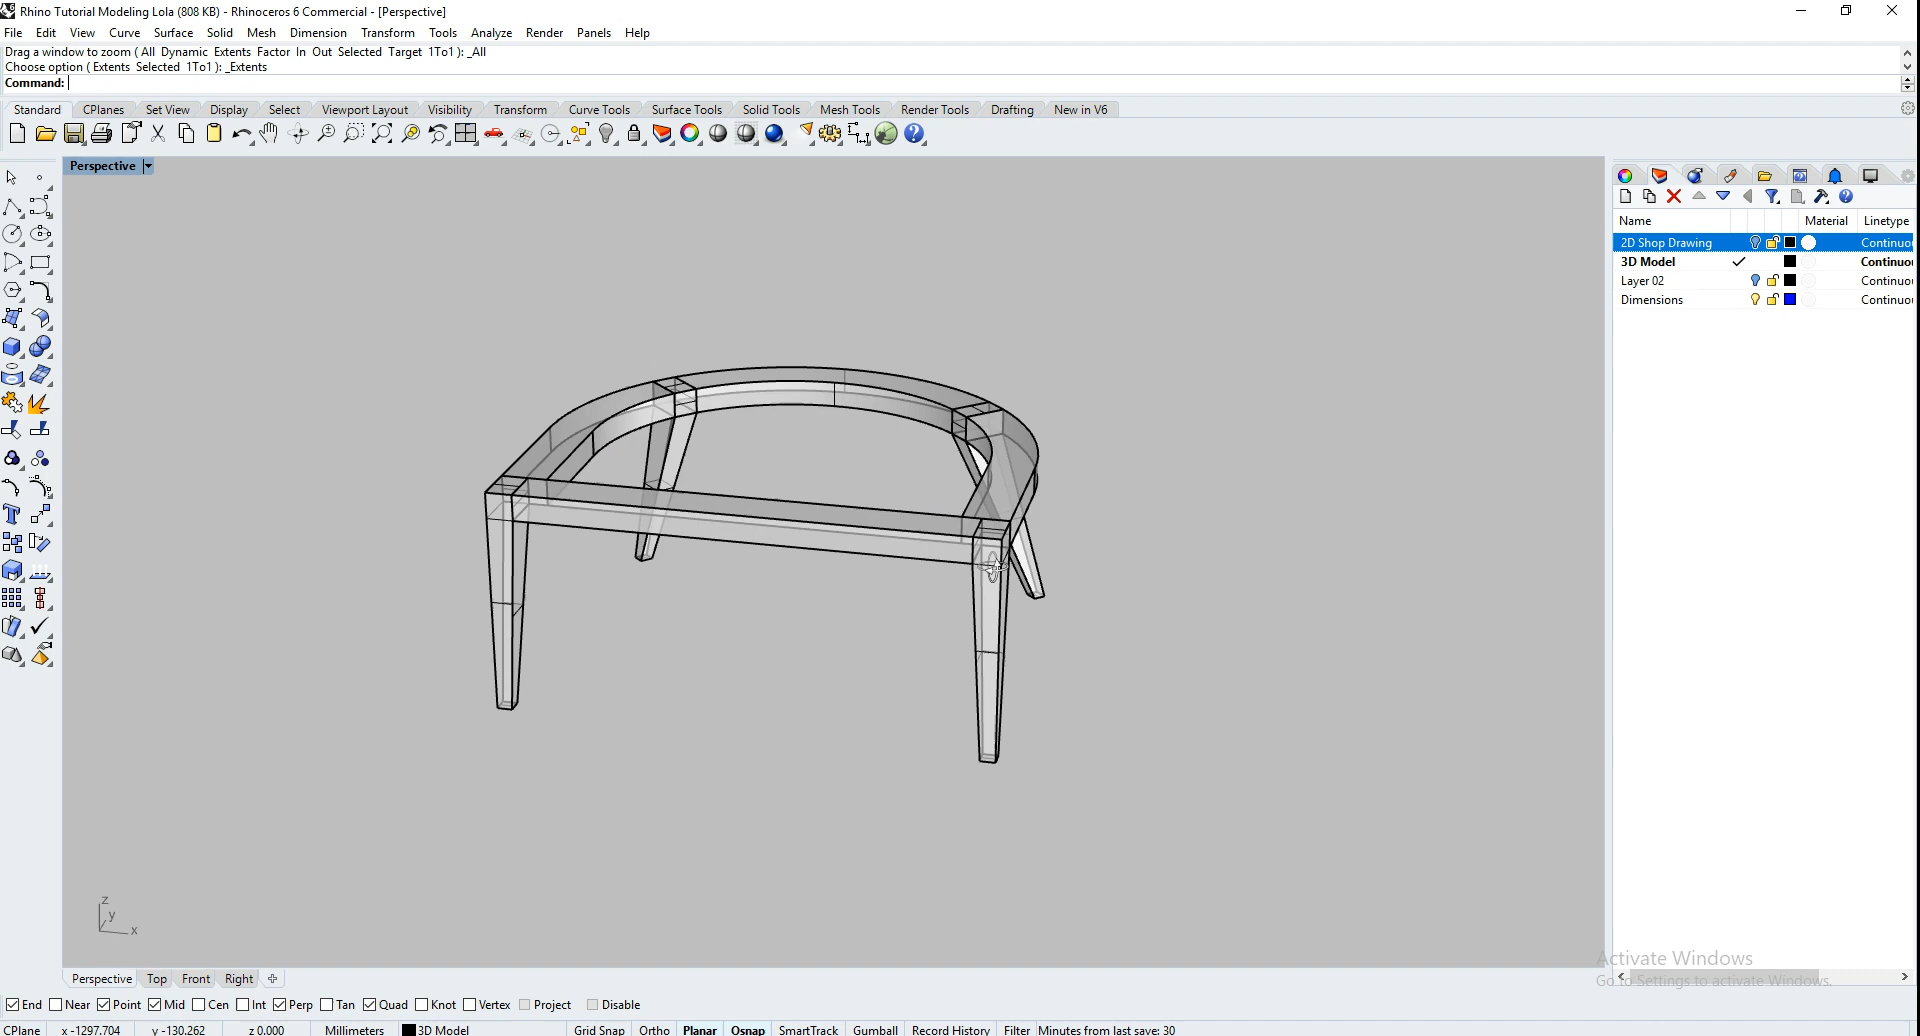 Rhino Tutorial Modeling Lola (808 KB) - Rhinoceros 6 Commercial - [Perspective]
File Edit View Curve Surface Solid Mesh Dimension Transform Tools Analyze Render Panels Help
Drag a window to zoom ( All Dynamic Extents Factor In Out Selected Target 1To1 ): _All
Choose option ( Extents Selected 1To1 ): _Extents
Command:
Standard CPlanes Set View Display Select Viewport Layout Visibility Transform Curve Tools Surface Tools Solid Tools Mesh Tools Render Tools Drafting New in V6
Perspective
Name Material Linetype
2D Shop Drawing Continuou
3D Model Continuou
Layer 02 Continuou
Dimensions Continuou
z
y
x
Activate Windows
Go to Settings to activate Windows.
Perspective Top Front Right
End Near Point Mid Cen Int Perp Tan Quad Knot Vertex Project Disable
CPlane x -1297.704 y -130.262 z 0.000 Millimeters 3D Model Grid Snap Ortho Planar Osnap SmartTrack Gumball Record History Filter Minutes from last save: 30